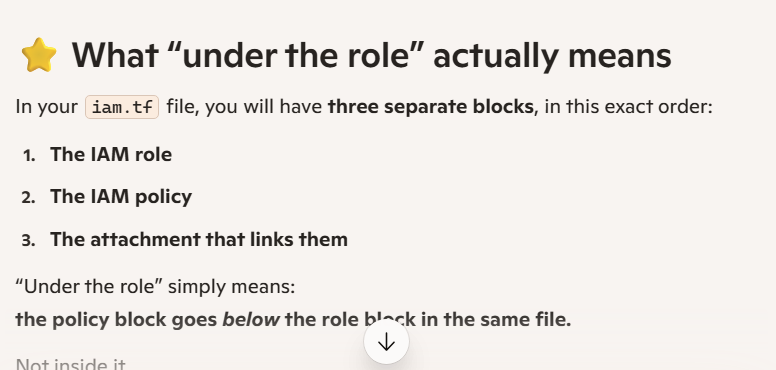 What “under the role” actually means
In your iam.tf file, you will have three separate blocks, in this exact order:
1. The IAM role
2. The IAM policy
3. The attachment that links them
“Under the role” simply means:
the policy block goes below the role block in the same file.
Not inside it